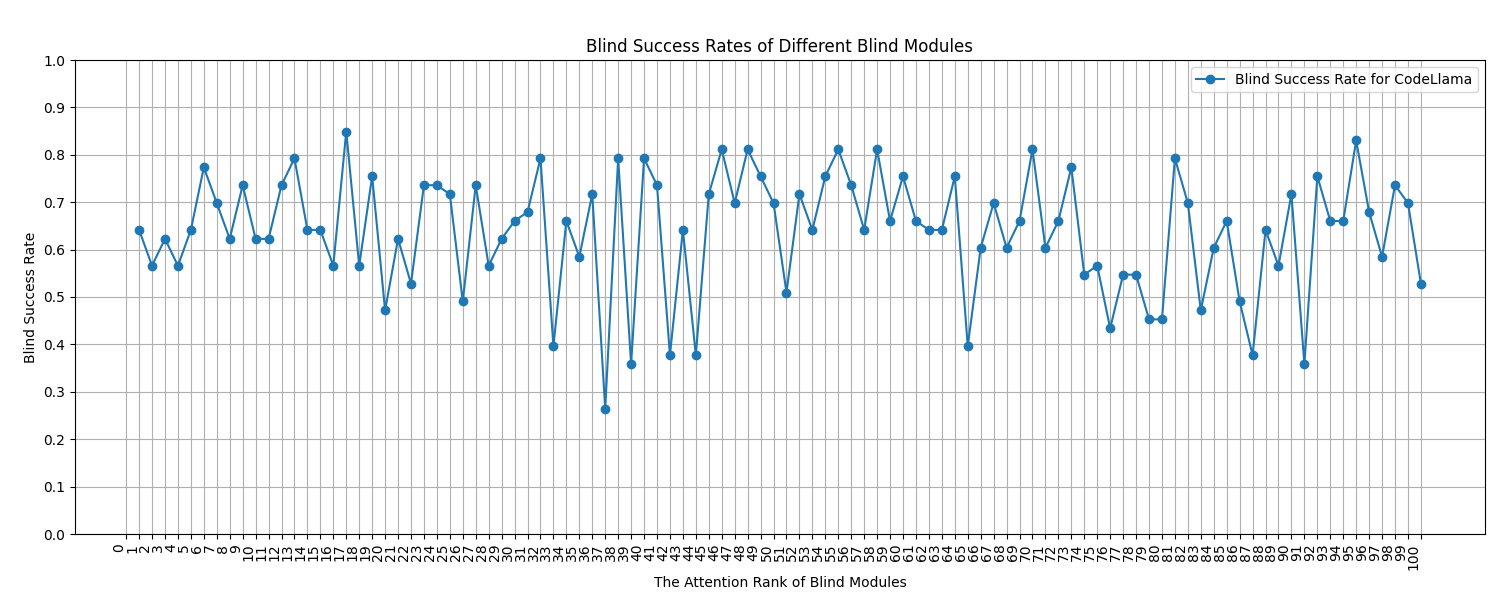 Blind Success Rates of Different Blind Modules
Blind Success Rate for CodeLlama
Blind Success Rate
1.0
0.9
0.8
0.7
0.6
0.5
0.4
0.3
0.2
0.1
0.0
0 1 2 3 4 5 6 7 8 9 10 11 12 13 14 15 16 17 18 19 20 21 22 23 24 25 26 27 28 29 30 31 32 33 34 35 36 37 38 39 40 41 42 43 44 45 46 47 48 49 50 51 52 53 54 55 56 57 58 59 60 61 62 63 64 65 66 67 68 69 70 71 72 73 74 75 76 77 78 79 80 81 82 83 84 85 86 87 88 89 90 91 92 93 94 95 96 97 98 99 100
The Attention Rank of Blind Modules